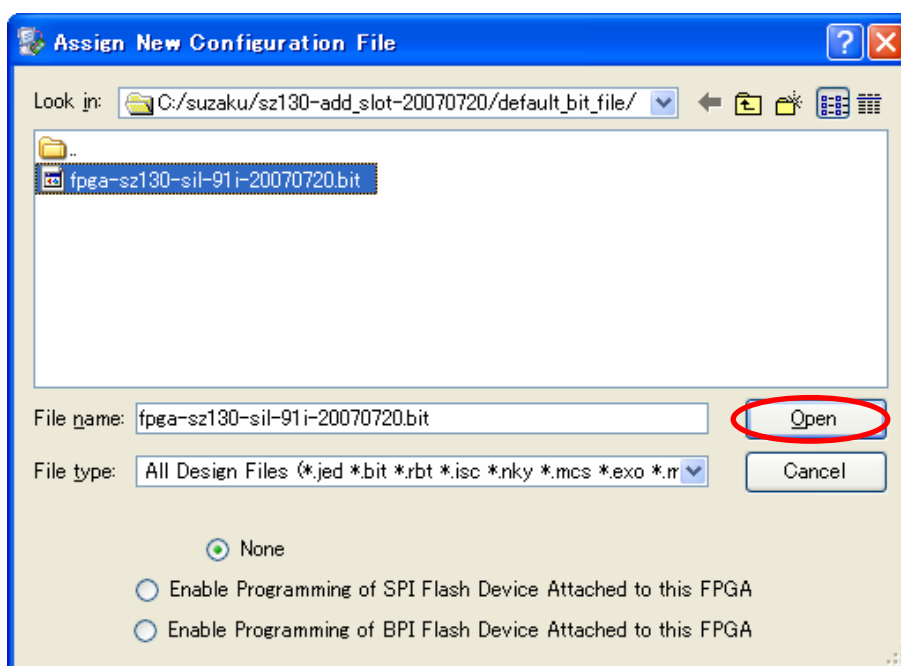 Assign New Configuration File
Look in: C:/suzaku/sz130-add_slot-20070720/default_bit_file/
..
fpga-sz130-sil-91i-20070720.bit
File name: fpga-sz130-sil-91i-20070720.bit Open
File type: All Design Files (*.jed *.bit *.rbt *.isc *.nky *.mcs *.exo *.m Cancel
None
Enable Programming of SPI Flash Device Attached to this FPGA
Enable Programming of BPI Flash Device Attached to this FPGA